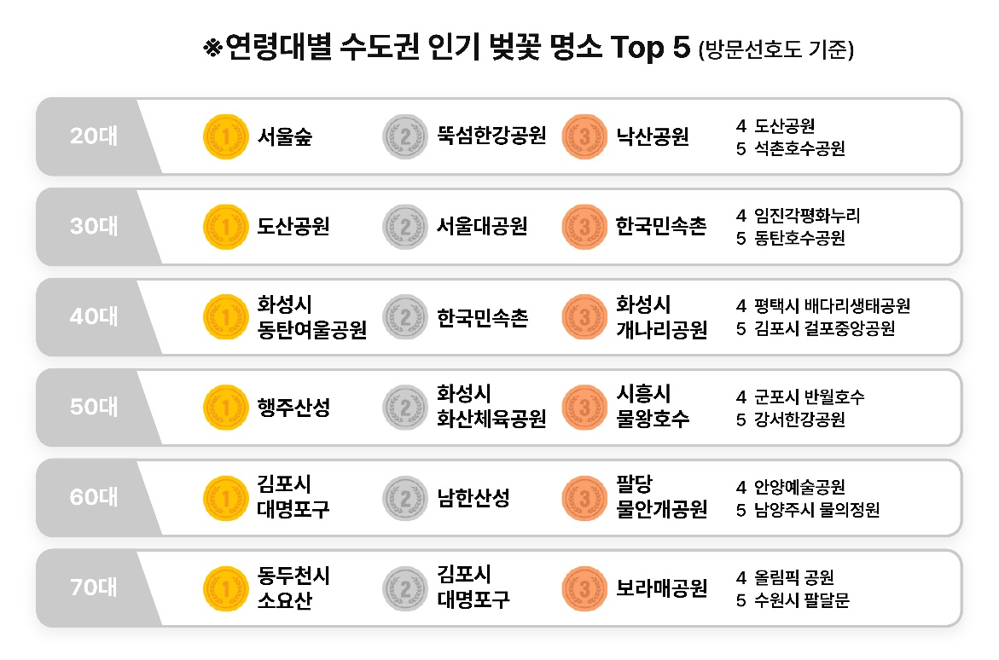 ※연령대별 수도권 인기 벚꽃 명소 Top 5 (방문선호도 기준)
20대
1 서울숲
2 뚝섬한강공원
3 낙산공원
4 도산공원
5 석촌호수공원
30대
1 도산공원
2 서울대공원
3 한국민속촌
4 임진각평화누리
5 동탄호수공원
40대
1 화성시
동탄여울공원
2 한국민속촌
3 화성시
개나리공원
4 평택시 배다리생태공원
5 김포시 걸포중앙공원
50대
1 행주산성
2 화성시
화산체육공원
3 시흥시
물왕호수
4 군포시 반월호수
5 강서한강공원
60대
1 김포시
대명포구
2 남한산성
3 팔당
물안개공원
4 안양예술공원
5 남양주시 물의정원
70대
1 동두천시
소요산
2 김포시
대명포구
3 보라매공원
4 올림픽 공원
5 수원시 팔달문